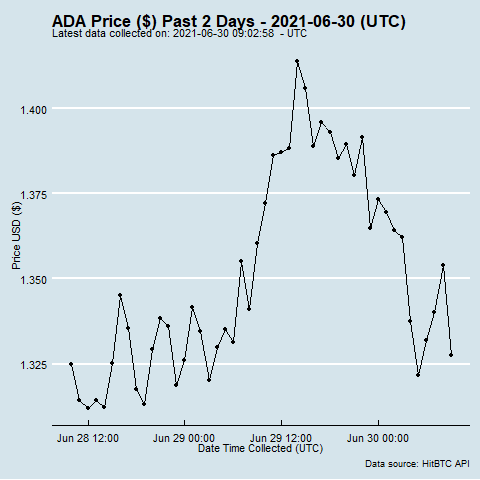 ADA Price ($) Past 2 Days - 2021-06-30 (UTC)
Latest data collected on: 2021-06-30 09:02:58 - UTC
1.400
1.375
1.350
1.325
Price USD ($)
Jun 28 12:00 Jun 29 00:00 Jun 29 12:00 Jun 30 00:00
Date Time Collected (UTC)
Data source: HitBTC API